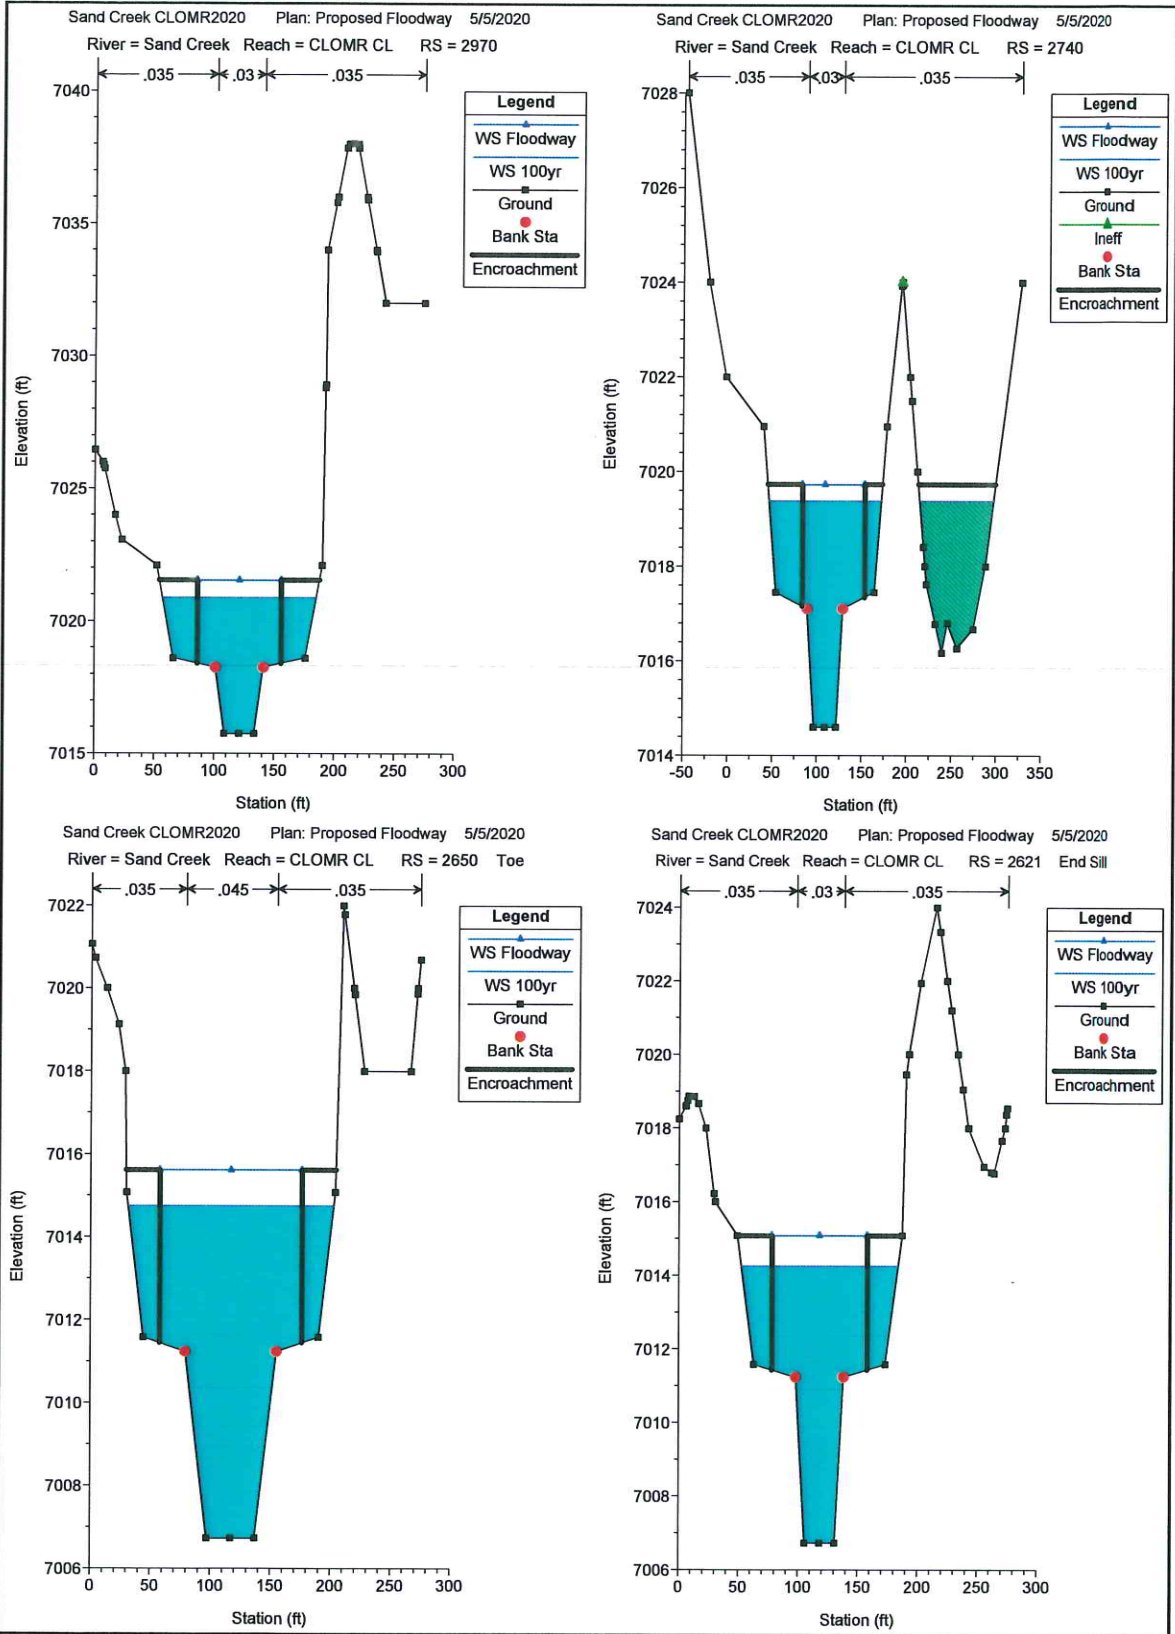 Sand Creek CLOMR2020 Plan: Proposed Floodway 5/5/2020
River = Sand Creek Reach = CLOMR CL RS = 2970
.035 .03 .035
7040
7035
7030
7025
7020
7015
Elevation (ft)
0 50 100 150 200 250 300
Station (ft)
Legend
WS Floodway
WS 100yr
Ground
Bank Sta
Encroachment
Sand Creek CLOMR2020 Plan: Proposed Floodway 5/5/2020
River = Sand Creek Reach = CLOMR CL RS = 2740
.035 .03 .035
7028
7026
7024
7022
7020
7018
7016
7014
Elevation (ft)
-50 0 50 100 150 200 250 300 350
Station (ft)
Legend
WS Floodway
WS 100yr
Ground
Ineff
Bank Sta
Encroachment
Sand Creek CLOMR2020 Plan: Proposed Floodway 5/5/2020
River = Sand Creek Reach = CLOMR CL RS = 2650 Toe
.035 .045 .035
7022
7020
7018
7016
7014
7012
7010
7008
7006
Elevation (ft)
0 50 100 150 200 250 300
Station (ft)
Legend
WS Floodway
WS 100yr
Ground
Bank Sta
Encroachment
Sand Creek CLOMR2020 Plan: Proposed Floodway 5/5/2020
River = Sand Creek Reach = CLOMR CL RS = 2621 End Sill
.035 .03 .035
7024
7022
7020
7018
7016
7014
7012
7010
7008
7006
Elevation (ft)
0 50 100 150 200 250 300
Station (ft)
Legend
WS Floodway
WS 100yr
Ground
Bank Sta
Encroachment